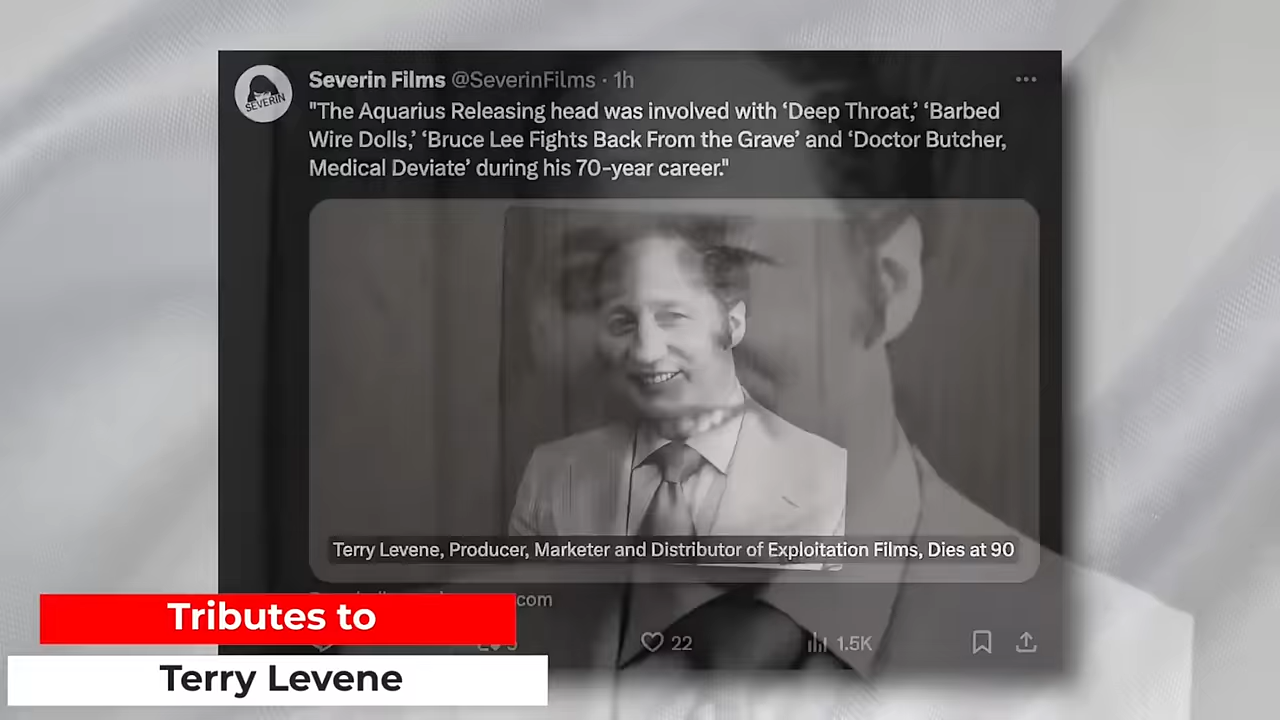 Severin Films @SeverinFilms · 1h
SEVERIN
"The Aquarius Releasing head was involved with ‘Deep Throat,’ ‘Barbed
Wire Dolls,’ ‘Bruce Lee Fights Back From the Grave’ and ‘Doctor Butcher,
Medical Deviate’ during his 70-year career."
Terry Levene, Producer, Marketer and Distributor of Exploitation Films, Dies at 90
com
22 1.5K
Tributes to
Terry Levene